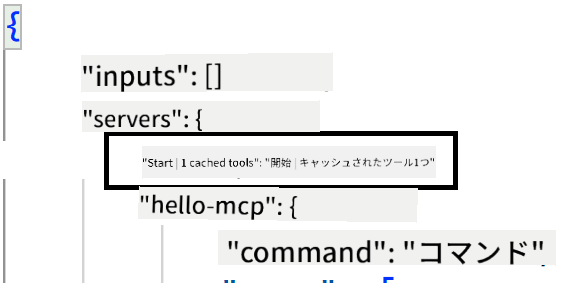 {
"inputs": []
"servers": {
"Start | 1 cached tools": "開始 | キャッシュされたツール1つ"
"hello-mcp": {
"command": "コマンド"